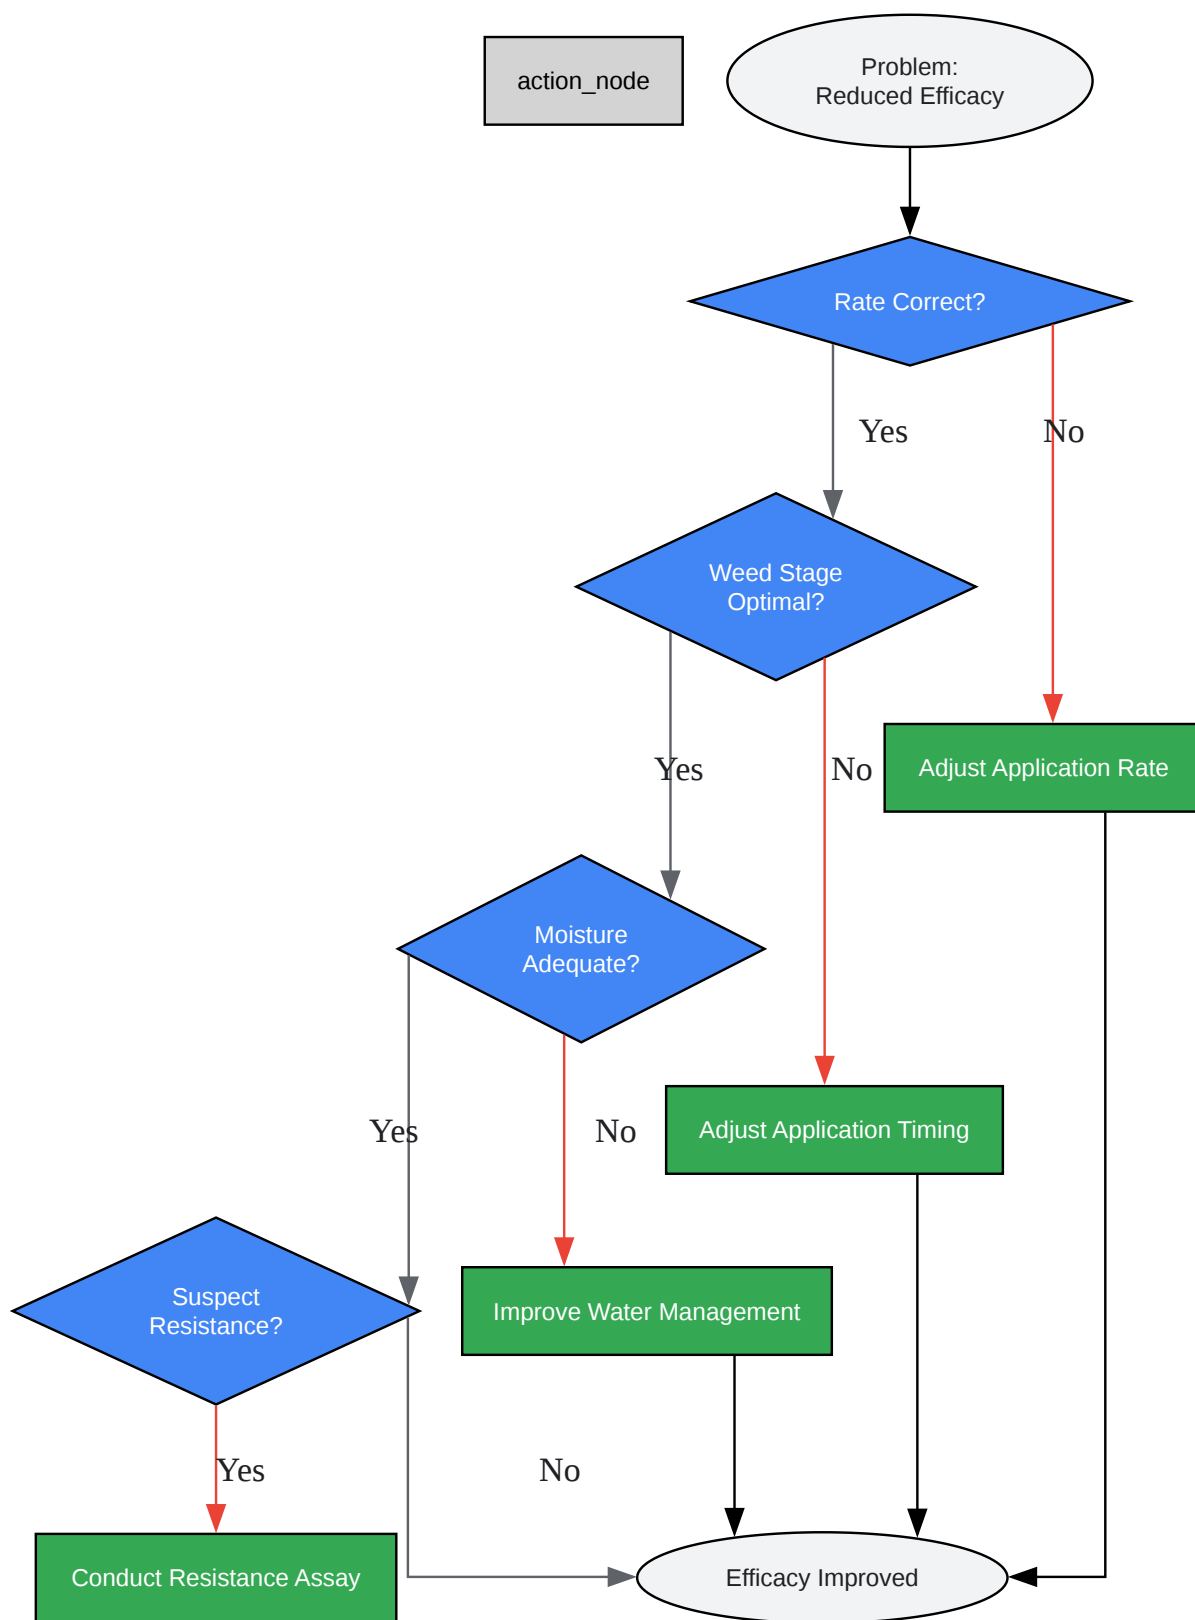 action_node
Problem:
Reduced Efficacy
Rate Correct?
Yes
No
Weed Stage
Optimal?
Yes
No
Adjust Application Rate
Moisture
Adequate?
Yes
No
Adjust Application Timing
Suspect
Resistance?
Improve Water Management
Yes
No
Conduct Resistance Assay
Efficacy Improved